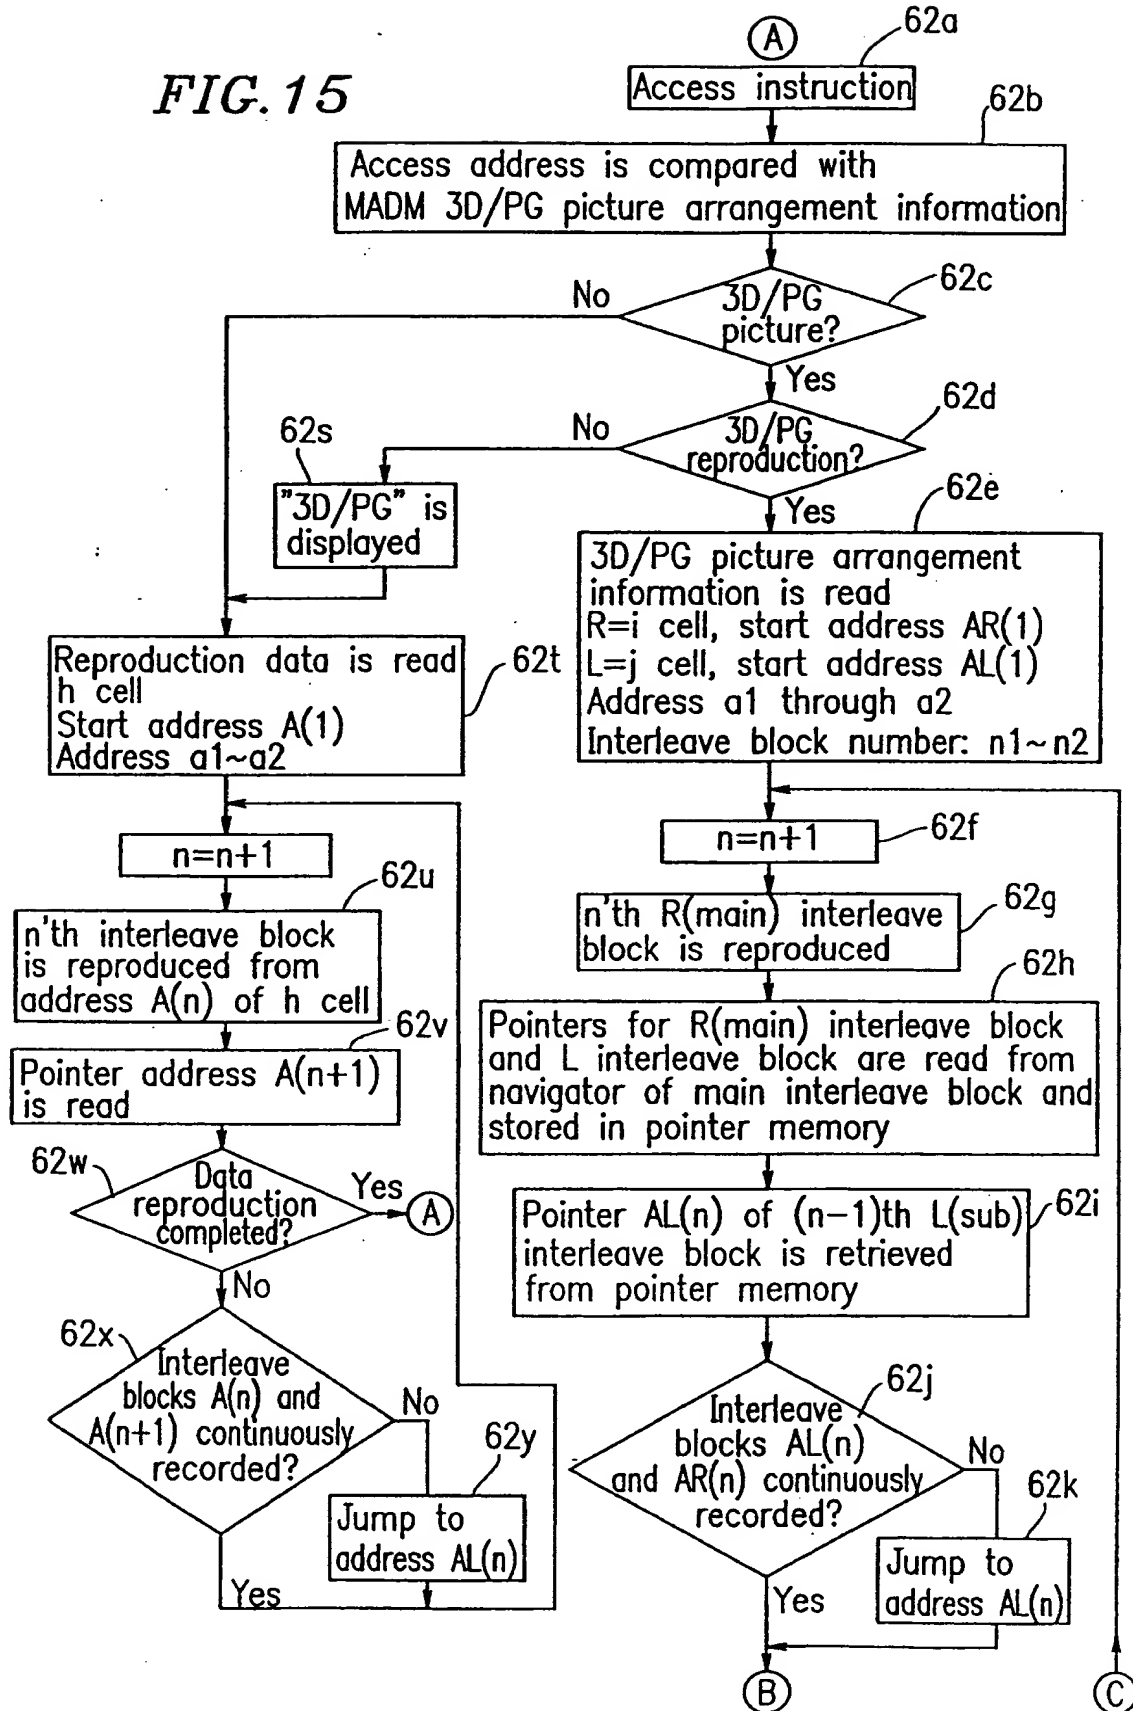 FIG. 15
A
62a
Access instruction
62b
Access address is compared with
MADM 3D/PG picture arrangement information
62c
3D/PG
picture?
No
Yes
62d
3D/PG
reproduction?
No
Yes
62s
"3D/PG" is
displayed
62e
3D/PG picture arrangement
information is read
R=i cell, start address AR(1)
L=j cell, start address AL(1)
Address a1 through a2
Interleave block number: n1~n2
62t
Reproduction data is read
h cell
Start address A(1)
Address a1~a2
n=n+1
62u
n'th interleave block
is reproduced from
address A(n) of h cell
62v
Pointer address A(n+1)
is read
62w
Data
reproduction
completed?
Yes
A
No
62x
Interleave
blocks A(n) and
A(n+1) continuously
recorded?
No
62y
Jump to
address AL(n)
Yes
62f
n=n+1
62g
n'th R(main) interleave
block is reproduced
62h
Pointers for R(main) interleave block
and L interleave block are read from
navigator of main interleave block and
stored in pointer memory
62i
Pointer AL(n) of (n-1)th L(sub)
interleave block is retrieved
from pointer memory
62j
Interleave
blocks AL(n)
and AR(n) continuously
recorded?
No
62k
Jump to
address AL(n)
Yes
B
C